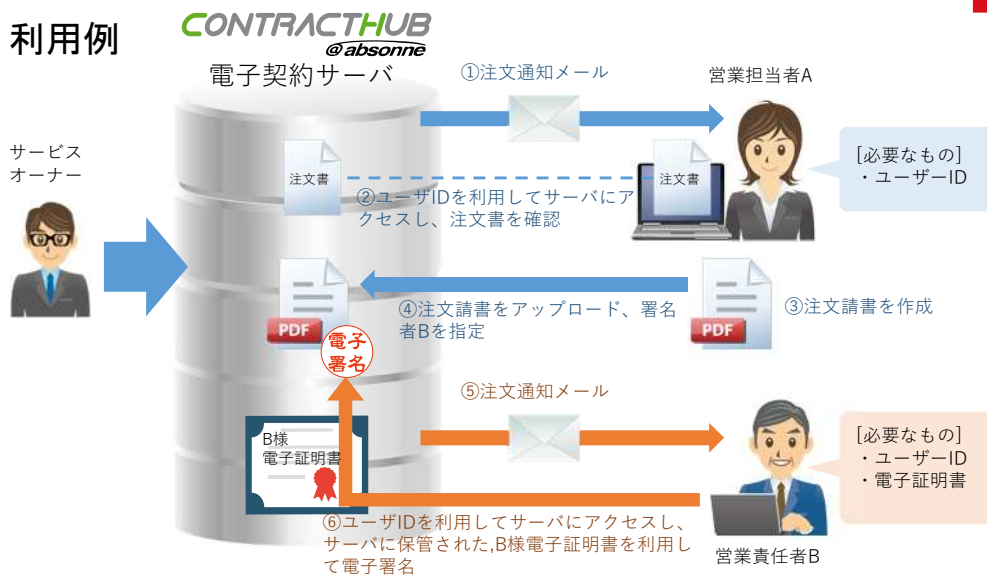 利用例
CONTRACTHUB
@absonne
電子契約サーバ
サービス
オーナー
①注文通知メール
営業担当者A
[必要なもの]
・ユーザーID
注文書
注文書
②ユーザIDを利用してサーバにア
クセスし、注文書を確認
PDF
④注文請書をアップロード、署名
者Bを指定
PDF
③注文請書を作成
電子
署名
⑤注文通知メール
B様
電子証明書
[必要なもの]
・ユーザーID
・電子証明書
⑥ユーザIDを利用してサーバにアクセスし、
サーバに保管された,B様電子証明書を利用し
て電子署名
営業責任者B